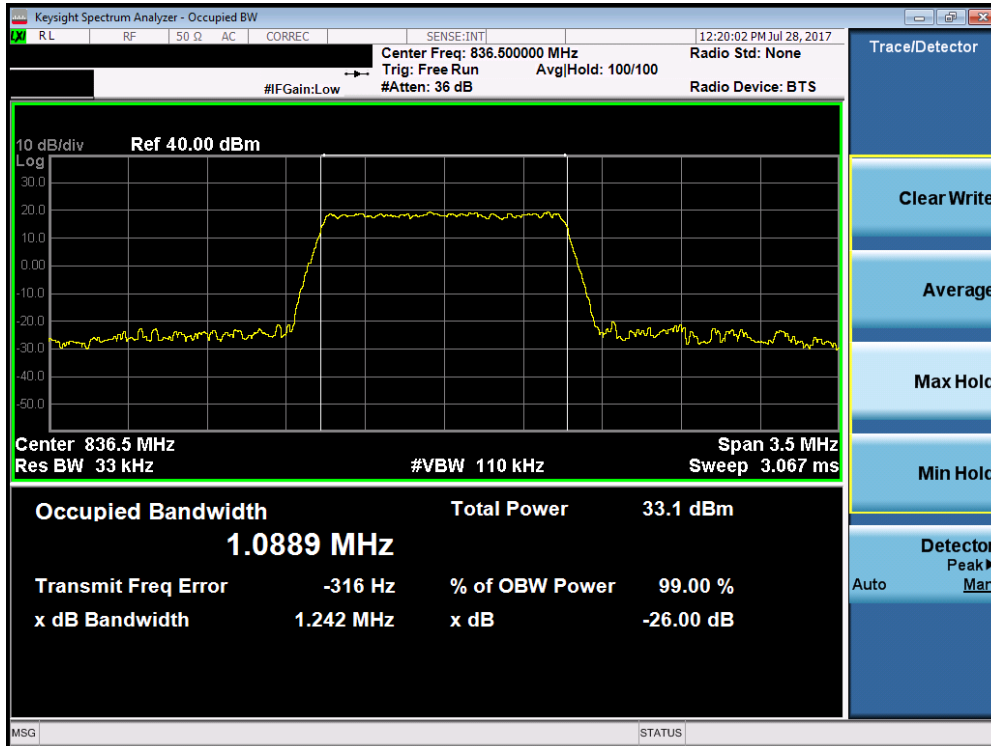 Keysight Spectrum Analyzer - Occupied BW
LXI RL RF 50 Ω AC CORREC SENSE:INT 12:20:02 PM Jul 28, 2017
Center Freq: 836.500000 MHz Radio Std: None
Trig: Free Run Avg|Hold: 100/100
#IFGain:Low #Atten: 36 dB Radio Device: BTS
10 dB/div Ref 40.00 dBm
Log
30.0
20.0
10.0
0.00
-10.0
-20.0
-30.0
-40.0
-50.0
Center 836.5 MHz Span 3.5 MHz
Res BW 33 kHz #VBW 110 kHz Sweep 3.067 ms
Occupied Bandwidth Total Power 33.1 dBm
1.0889 MHz
Transmit Freq Error -316 Hz % of OBW Power 99.00 %
x dB Bandwidth 1.242 MHz x dB -26.00 dB
MSG STATUS
Trace/Detector
Clear Write
Average
Max Hold
Min Hold
Detector
Peak
Auto Man